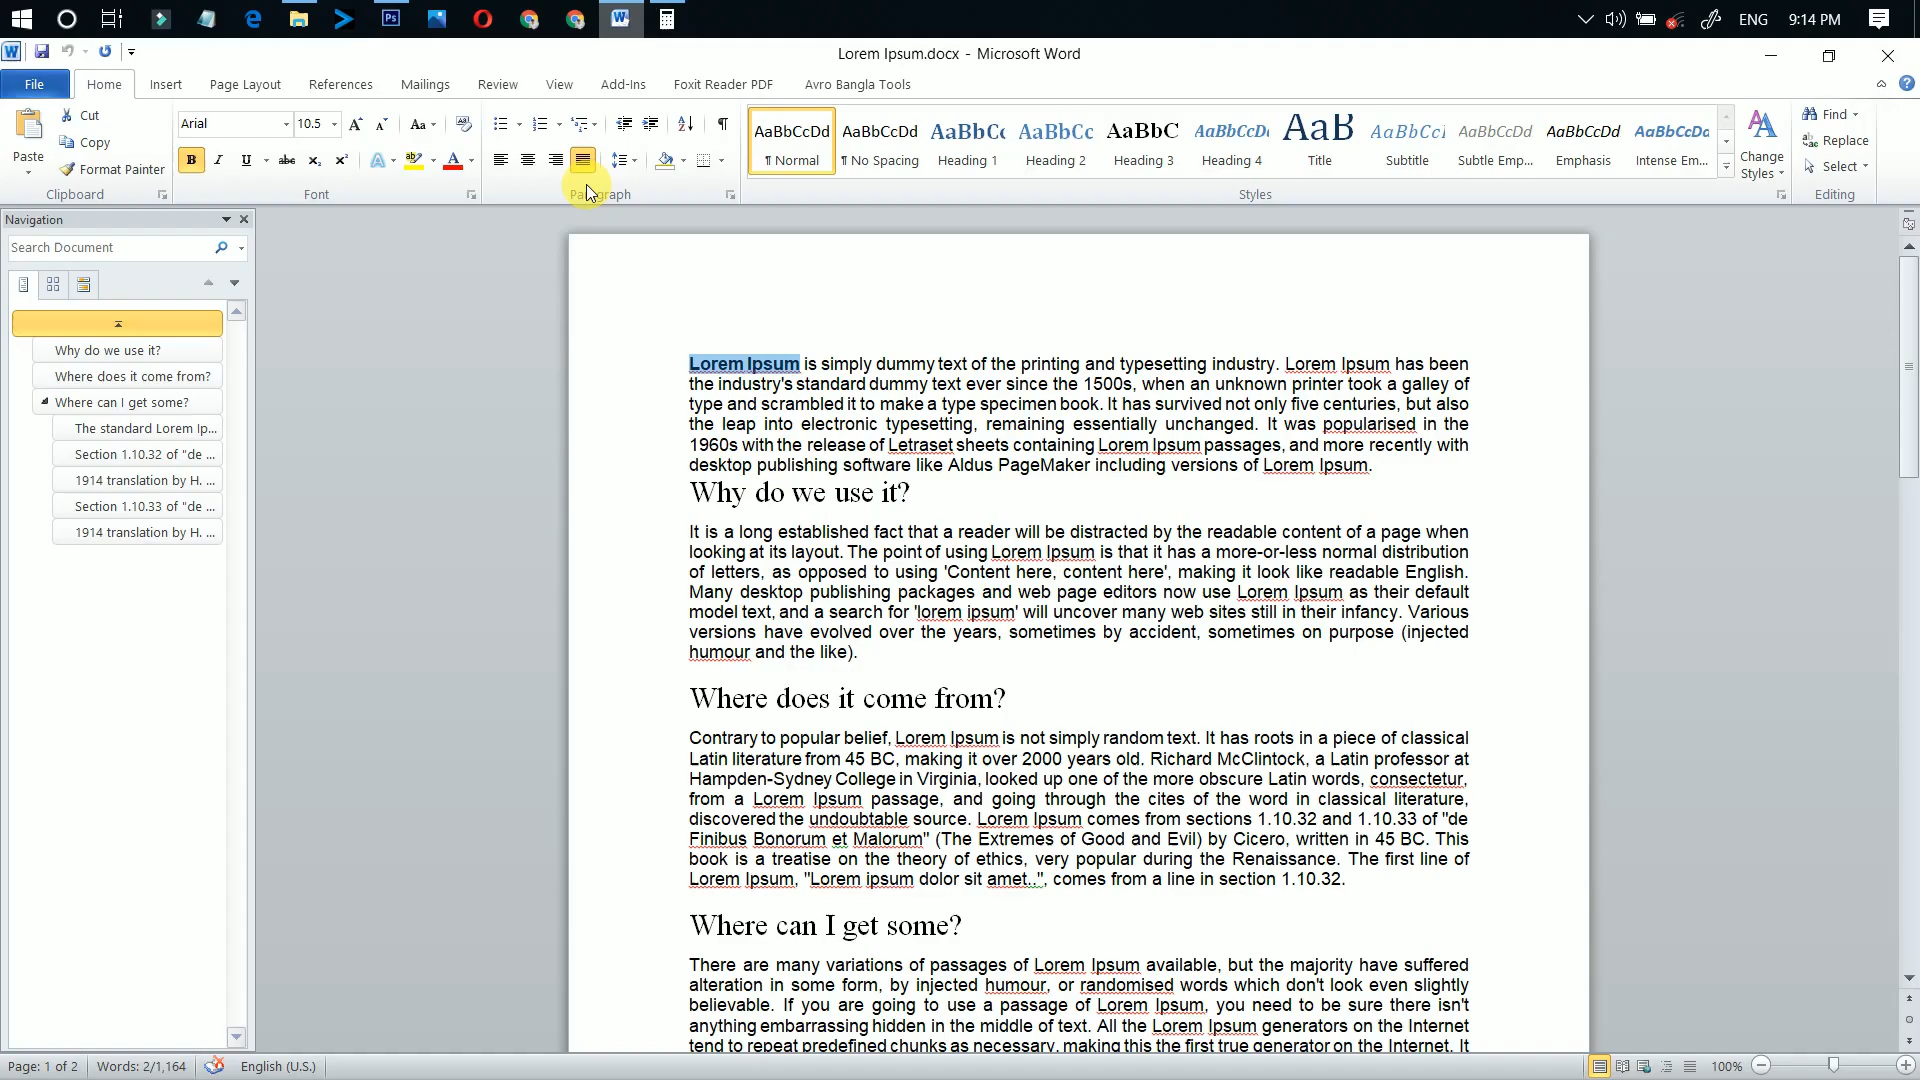 ENG 9:14 PM
Lorem Ipsum.docx - Microsoft Word
File Home Insert Page Layout References Mailings Review View Add-Ins Foxit Reader PDF Avro Bangla Tools
Paste
Cut
Copy
Format Painter
Clipboard
Arial 10.5
Font
Paragraph
AaBbCcDd AaBbCcDd AaBbCc AaBbCc AaBbC AaBbCcDd AaB AaBbCcI AaBbCcDd AaBbCcDd AaBbCcDd
¶ Normal ¶ No Spacing Heading 1 Heading 2 Heading 3 Heading 4 Title Subtitle Subtle Emp... Emphasis Intense Em...
Change
Styles
Styles
Find
Replace
Select
Editing
Navigation
Search Document
Why do we use it?
Where does it come from?
Where can I get some?
The standard Lorem Ip...
Section 1.10.32 of "de ...
1914 translation by H. ...
Section 1.10.33 of "de ...
1914 translation by H. ...
Lorem Ipsum is simply dummy text of the printing and typesetting industry. Lorem Ipsum has been
the industry's standard dummy text ever since the 1500s, when an unknown printer took a galley of
type and scrambled it to make a type specimen book. It has survived not only five centuries, but also
the leap into electronic typesetting, remaining essentially unchanged. It was popularised in the
1960s with the release of Letraset sheets containing Lorem Ipsum passages, and more recently with
desktop publishing software like Aldus PageMaker including versions of Lorem Ipsum.
Why do we use it?
It is a long established fact that a reader will be distracted by the readable content of a page when
looking at its layout. The point of using Lorem Ipsum is that it has a more-or-less normal distribution
of letters, as opposed to using 'Content here, content here', making it look like readable English.
Many desktop publishing packages and web page editors now use Lorem Ipsum as their default
model text, and a search for 'lorem ipsum' will uncover many web sites still in their infancy. Various
versions have evolved over the years, sometimes by accident, sometimes on purpose (injected
humour and the like).
Where does it come from?
Contrary to popular belief, Lorem Ipsum is not simply random text. It has roots in a piece of classical
Latin literature from 45 BC, making it over 2000 years old. Richard McClintock, a Latin professor at
Hampden-Sydney College in Virginia, looked up one of the more obscure Latin words, consectetur,
from a Lorem Ipsum passage, and going through the cites of the word in classical literature,
discovered the undoubtable source. Lorem Ipsum comes from sections 1.10.32 and 1.10.33 of "de
Finibus Bonorum et Malorum" (The Extremes of Good and Evil) by Cicero, written in 45 BC. This
book is a treatise on the theory of ethics, very popular during the Renaissance. The first line of
Lorem Ipsum, "Lorem ipsum dolor sit amet..", comes from a line in section 1.10.32.
Where can I get some?
There are many variations of passages of Lorem Ipsum available, but the majority have suffered
alteration in some form, by injected humour, or randomised words which don't look even slightly
believable. If you are going to use a passage of Lorem Ipsum, you need to be sure there isn't
anything embarrassing hidden in the middle of text. All the Lorem Ipsum generators on the Internet
tend to repeat predefined chunks as necessary, making this the first true generator on the Internet. It
Page: 1 of 2 Words: 2/1,164 English (U.S.) 100%